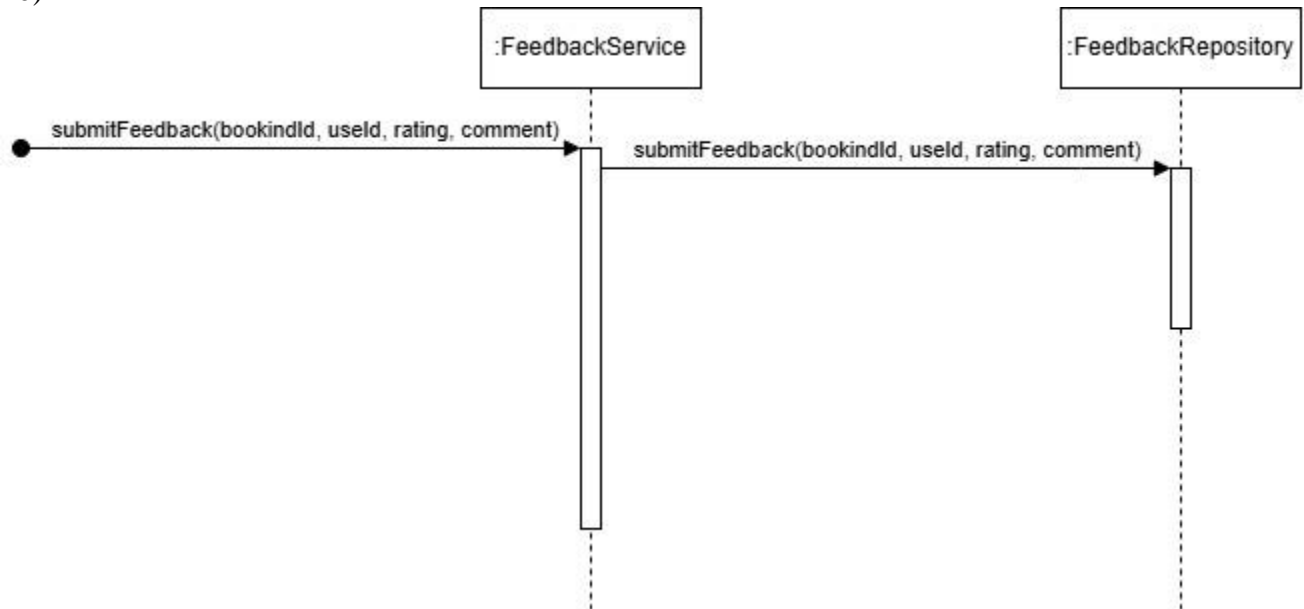 :FeedbackService
:FeedbackRepository
submitFeedback(bookindId, useId, rating, comment)
submitFeedback(bookindId, useId, rating, comment)